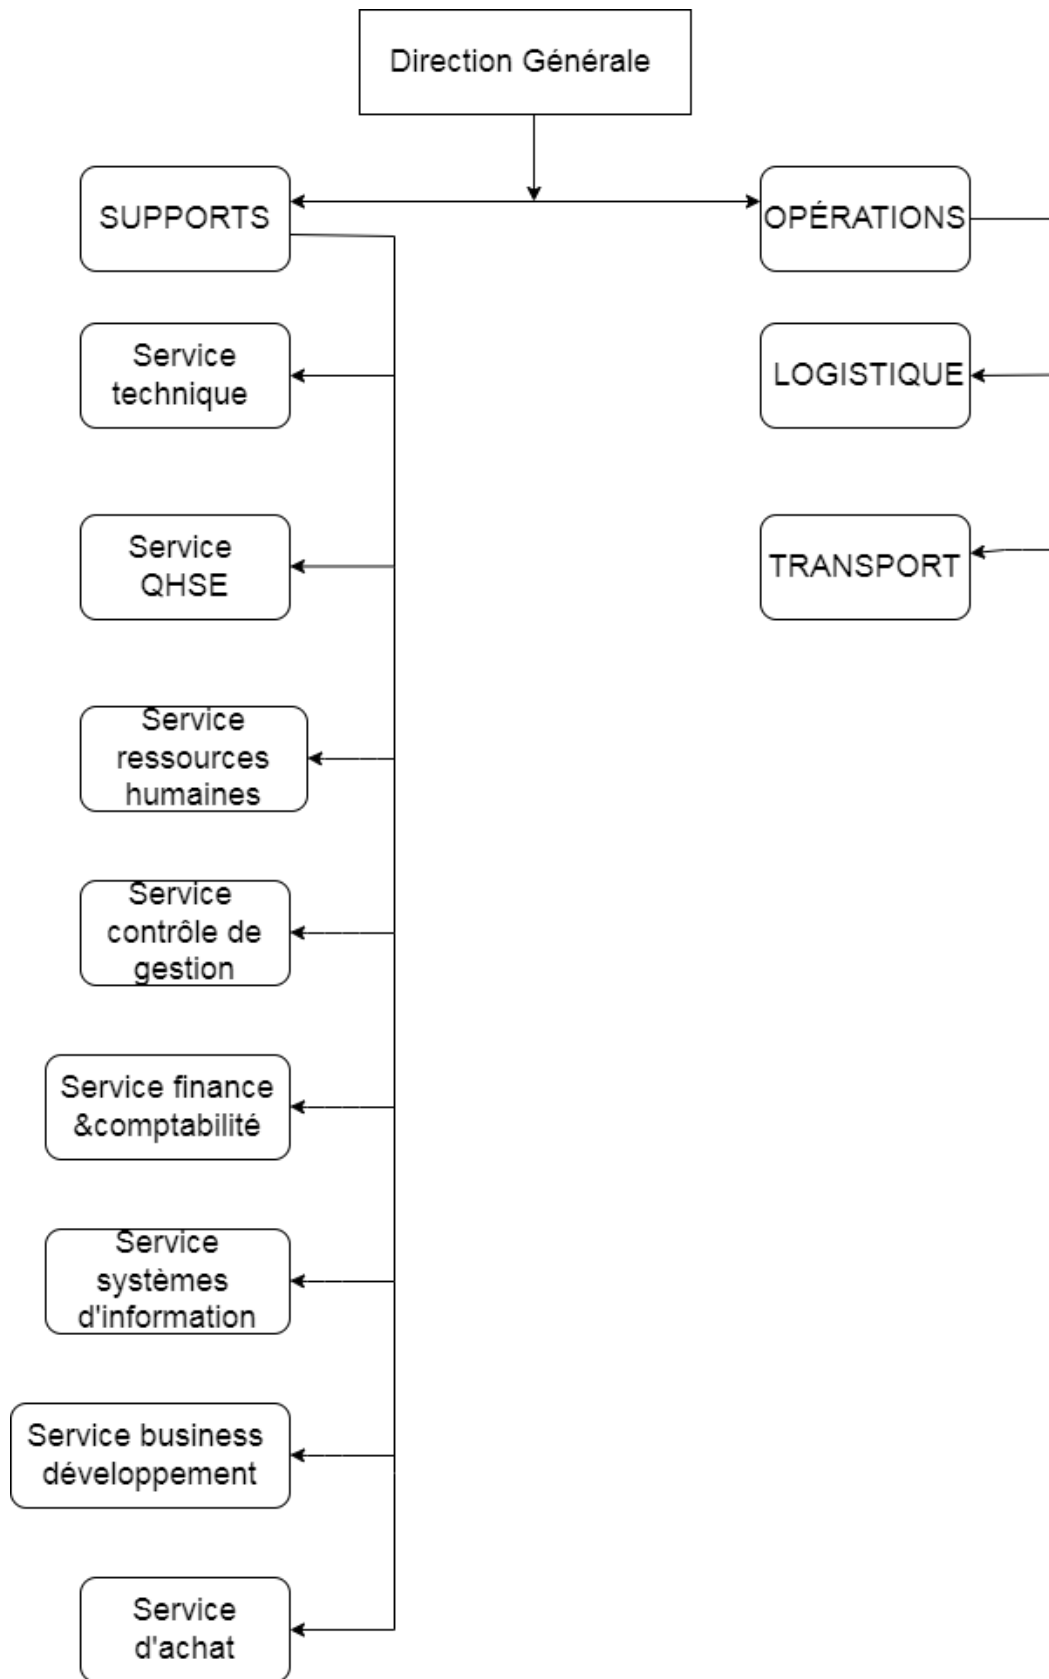 Direction Générale
SUPPORTS
OPÉRATIONS
Service
technique
LOGISTIQUE
Service
QHSE
TRANSPORT
Service
ressources
humaines
Service
contrôle de
gestion
Service finance
&comptabilité
Service
systèmes
d'information
Service business
développement
Service
d'achat